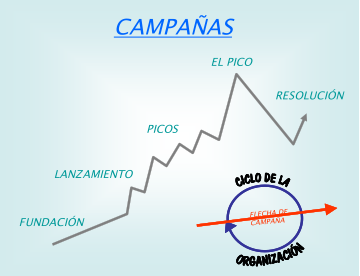 CAMPAÑAS
EL PICO
RESOLUCIÓN
PICOS
LANZAMIENTO
FUNDACIÓN
CICLO DE LA
FLECHA DE
CAMPAÑA
ORGANIZACIÓN